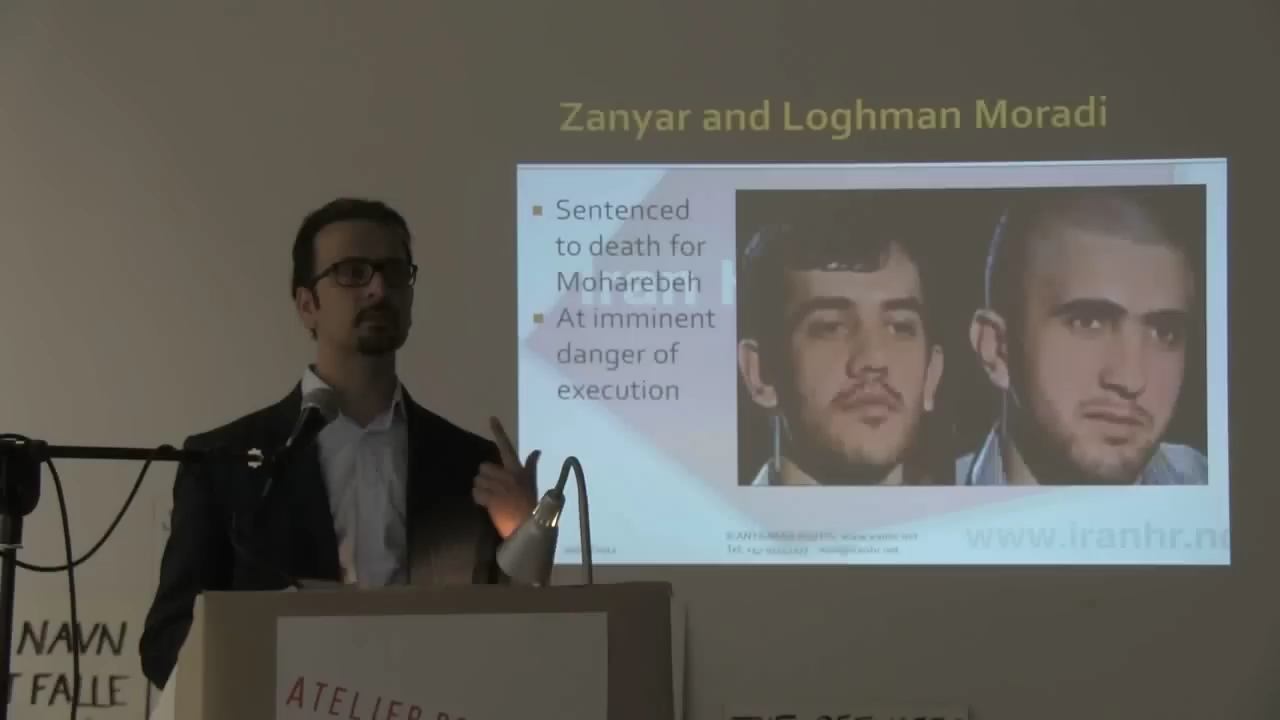 Zanyar and Loghman Moradi
Sentenced
to death for
Moharebeh
At imminent
danger of
execution
Iran
www.iranhr.ne
NAVN
T FALLE
ATELIER